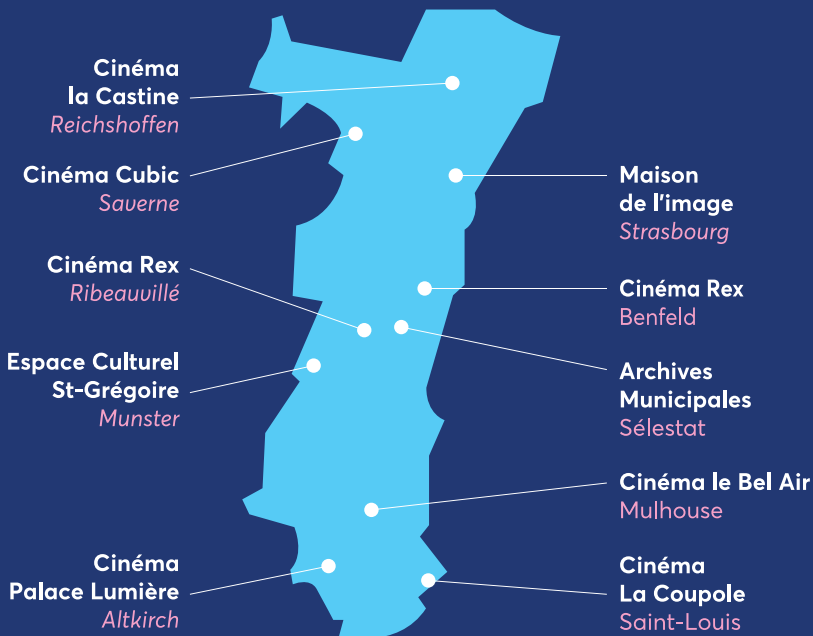 Cinéma
la Castine
Reichshoffen
Cinéma Cubic
Saverne
Cinéma Rex
Ribeauvillé
Espace Culturel
St-Grégoire
Munster
Cinéma
Palace Lumière
Altkirch
Maison
de l'image
Strasbourg
Cinéma Rex
Benfeld
Archives
Municipales
Sélestat
Cinéma le Bel Air
Mulhouse
Cinéma
La Coupole
Saint-Louis